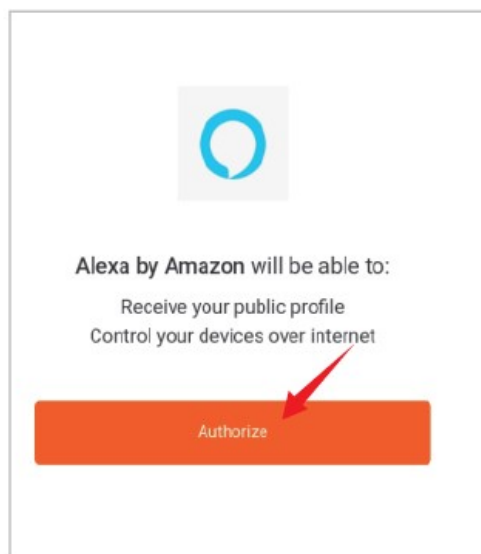 Alexa by Amazon will be able to:
Receive your public profile
Control your devices over internet
Authorize